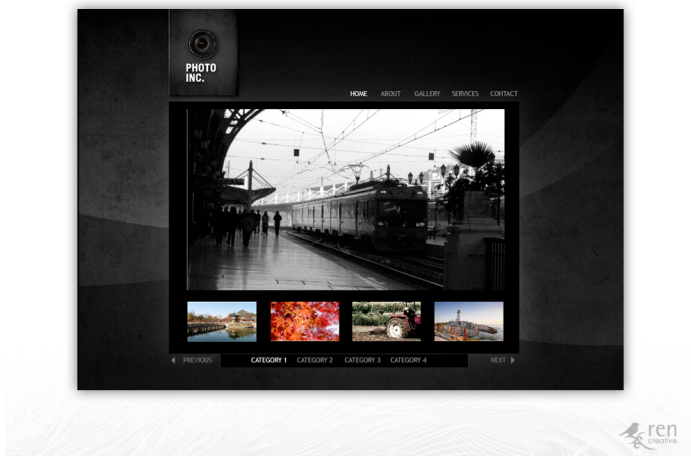 PHOTO
INC.
HOME ABOUT GALLERY SERVICES CONTACT
PREVIOUS CATEGORY 1 CATEGORY 2 CATEGORY 3 CATEGORY 4 NEXT
ren
creative